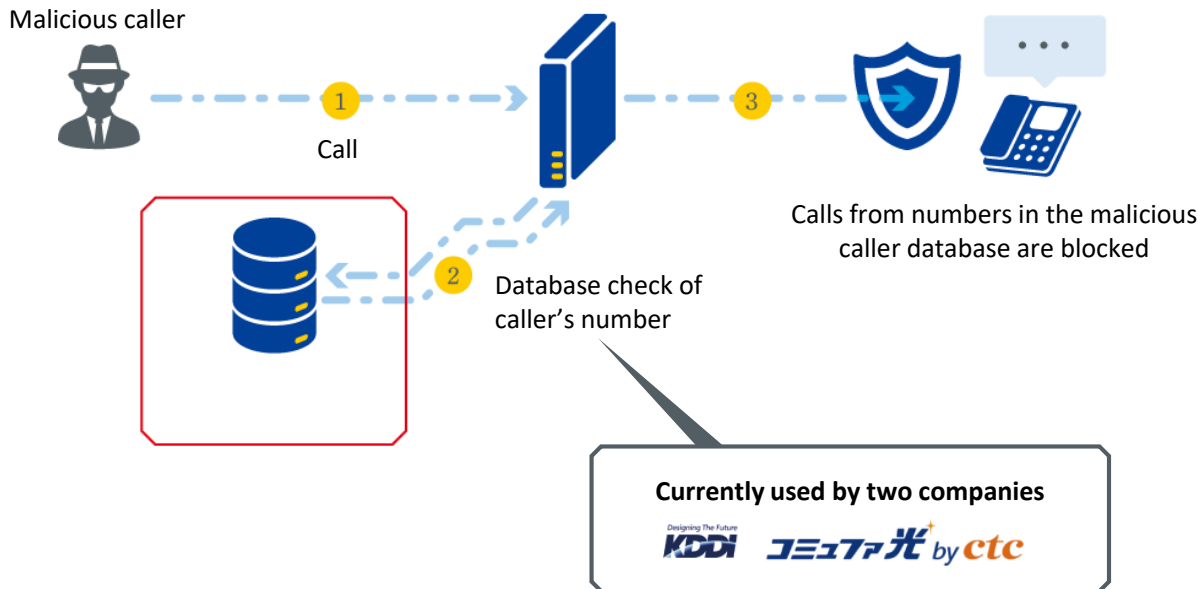 Malicious caller
1
3
...
Call
Calls from numbers in the malicious
caller database are blocked
2
Database check of
caller's number
Currently used by two companies
Designing The Future
KDDI
コミュファ光 by ctc